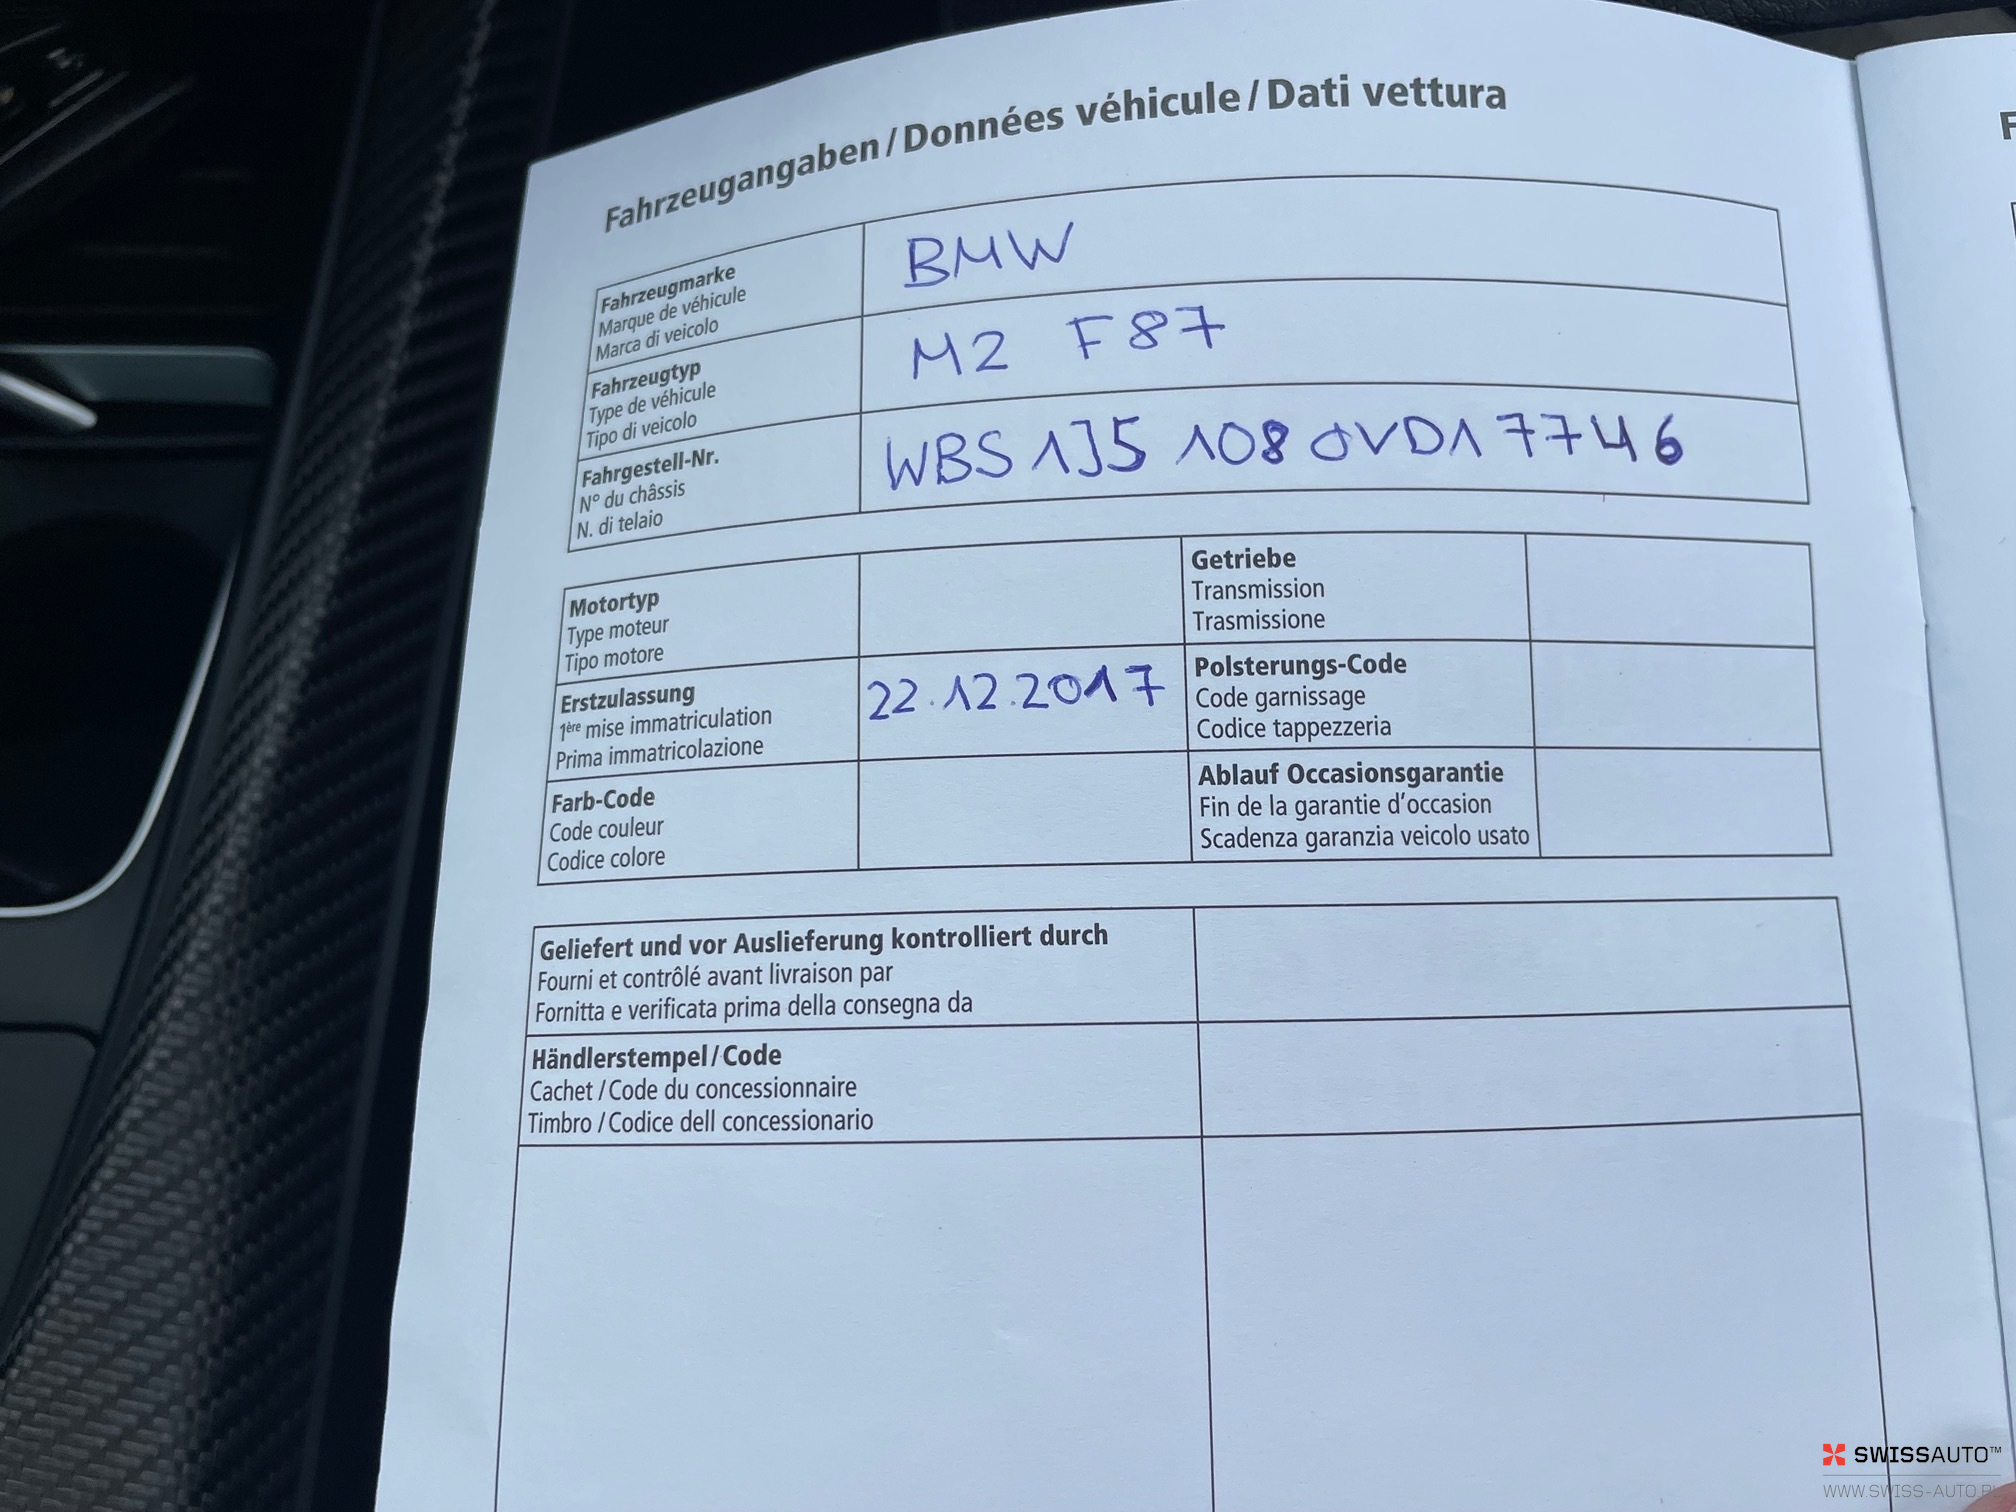 Fahrzeugangaben / Données véhicule / Dati vettura
Fahrzeugmarke
Marque de véhicule
Marca di veicolo
BMW
Fahrzeugtyp
Type de véhicule
Tipo di veicolo
M2 F87
Fahrgestell-Nr.
N° du châssis
N. di telaio
WBS1J5108 0VD17746
Motortyp
Type moteur
Tipo motore
Getriebe
Transmission
Trasmissione
Erstzulassung
1ère mise immatriculation
Prima immatricolazione
22.12.2017
Polsterungs-Code
Code garnissage
Codice tappezzeria
Farb-Code
Code couleur
Codice colore
Ablauf Occasionsgarantie
Fin de la garantie d'occasion
Scadenza garanzia veicolo usato
Geliefert und vor Auslieferung kontrolliert durch
Fourni et contrôlé avant livraison par
Fornitta e verificata prima della consegna da
Händlerstempel / Code
Cachet / Code du concessionnaire
Timbro / Codice dell concessionario
SWISSAUTO™